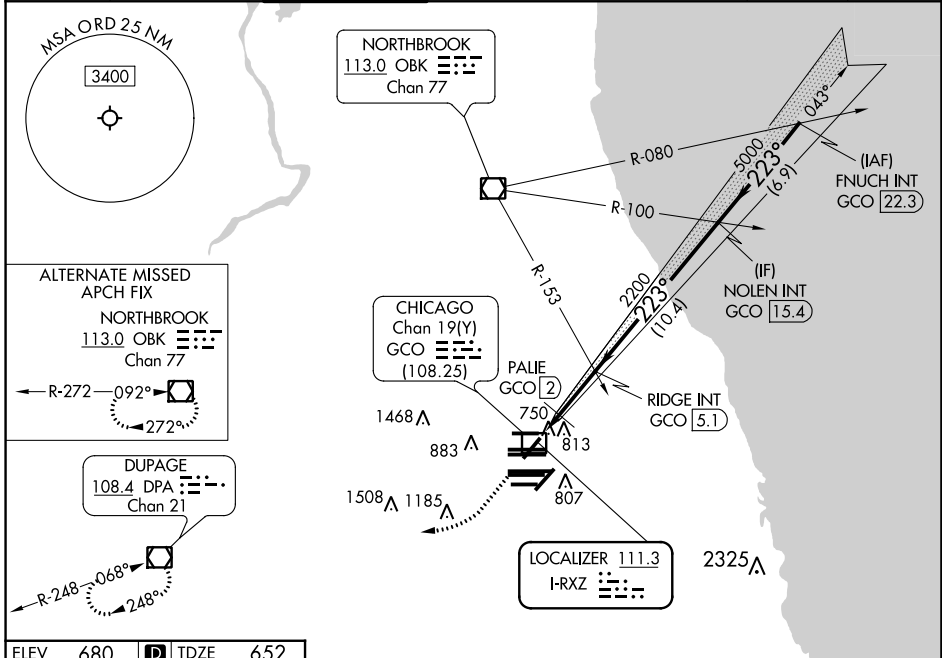 MSA ORD 25 NM
3400
NORTHBROOK
113.0 OBK
Chan 77
R-080
R-100
R-153
043°
5000
223°
(6.9)
(IAF)
FNUCH INT
GCO 22.3
(IF)
NOLEN INT
GCO 15.4
2200
223°
(10.4)
ALTERNATE MISSED
APCH FIX
NORTHBROOK
113.0 OBK
Chan 77
R-272
092°
272°
CHICAGO
Chan 19(Y)
GCO
(108.25)
PALIE
GCO 2
RIDGE INT
GCO 5.1
750
813
1468
883
1508
1185
807
DUPAGE
108.4 DPA
Chan 21
R-248
068°
248°
LOCALIZER 111.3
I-RXZ
2325
ELEV 680 D TDZE 652